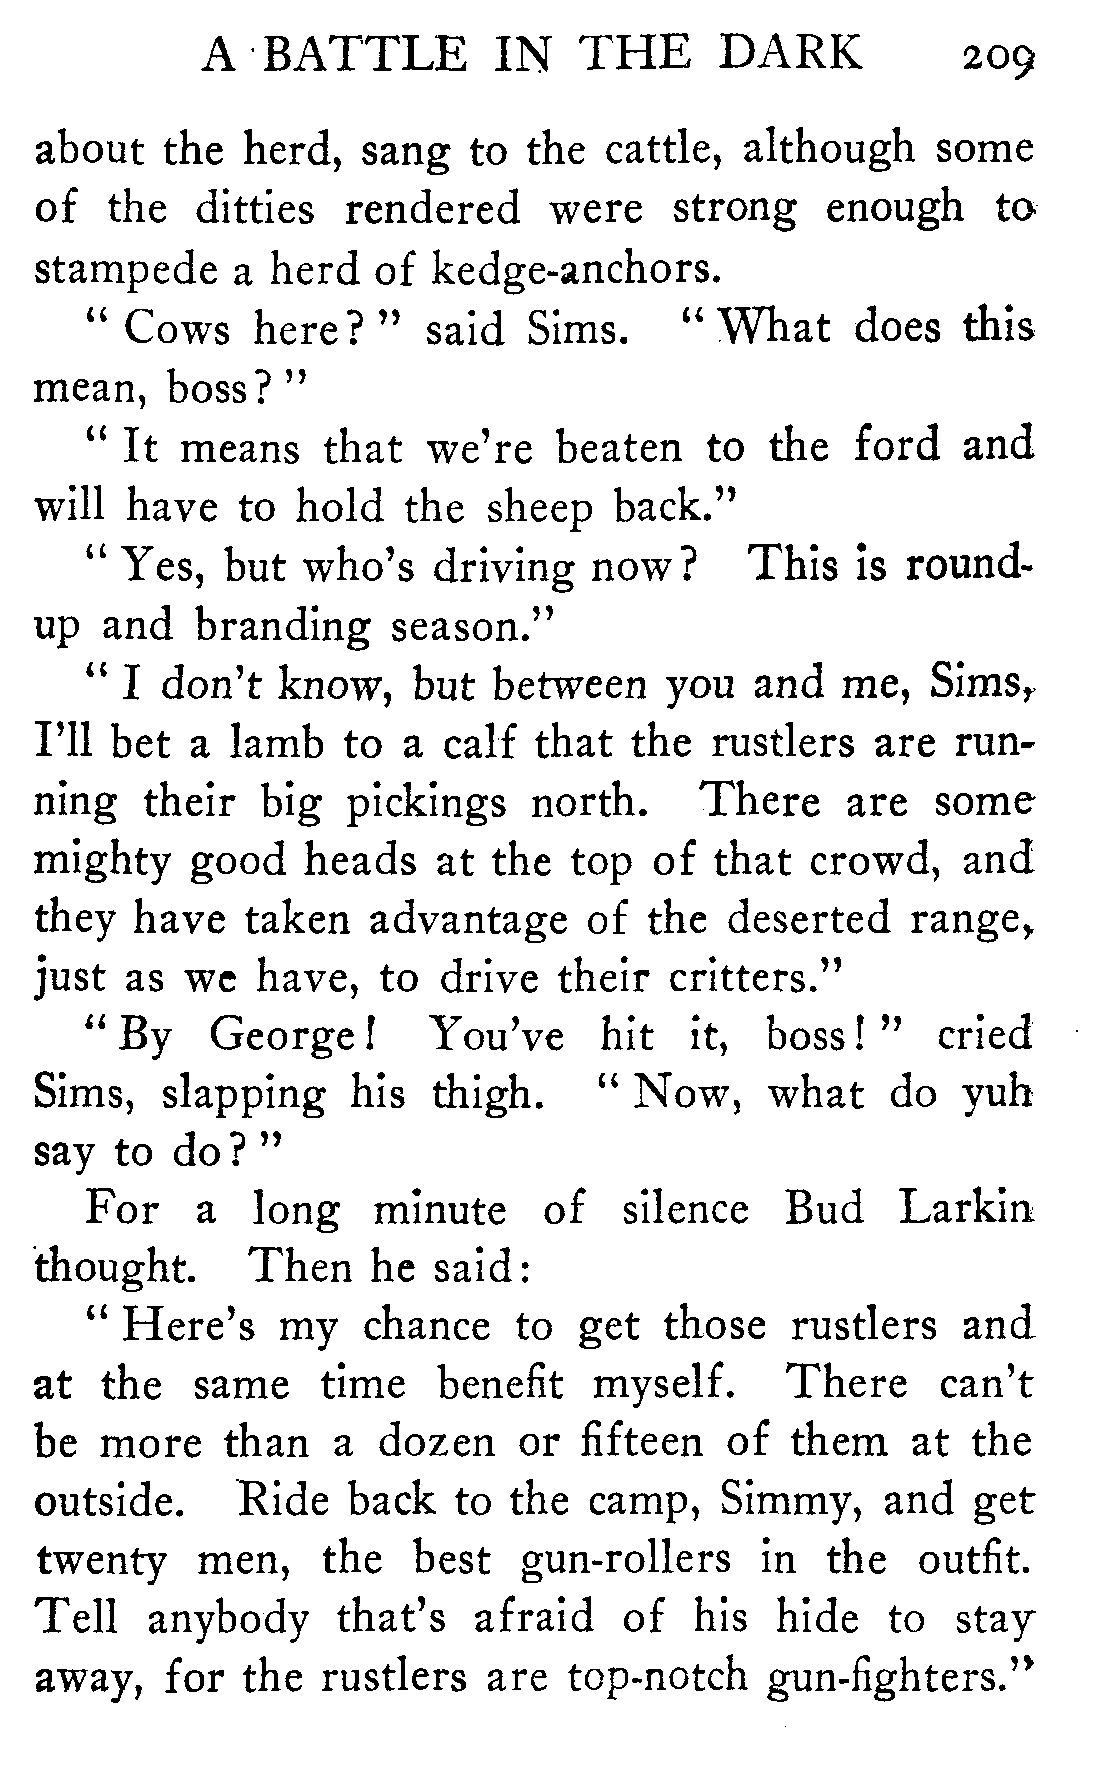 A BATTLE IN THE DARK 209
about the herd, sang to the cattle, although some
of the ditties rendered were strong enough to
stampede a herd of kedge-anchors.
" Cows here? " said Sims. " What does this
mean, boss? "
" It means that we're beaten to the ford and
will have to hold the sheep back."
" Yes, but who's driving now? This is round-
up and branding season."
" I don't know, but between you and me, Sims,
I'll bet a lamb to a calf that the rustlers are run-
ning their big pickings north. There are some
mighty good heads at the top of that crowd, and
they have taken advantage of the deserted range,
just as we have, to drive their critters."
" By George! You've hit it, boss! " cried
Sims, slapping his thigh. " Now, what do yuh
say to do? "
For a long minute of silence Bud Larkin
thought. Then he said:
" Here's my chance to get those rustlers and
at the same time benefit myself. There can't
be more than a dozen or fifteen of them at the
outside. Ride back to the camp, Simmy, and get
twenty men, the best gun-rollers in the outfit.
Tell anybody that's afraid of his hide to stay
away, for the rustlers are top-notch gun-fighters."